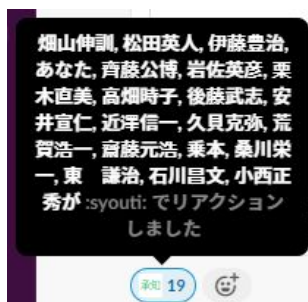 畑山伸訓, 松田英人, 伊藤豊治,
あなた, 齊藤公博, 岩佐英彦, 栗
木直美, 高畑時子, 後藤武志, 安
井宣仁, 近澤信一, 久貝克弥, 荒
賀浩一, 齋藤元浩, 乗本, 桑川栄
一, 東　謙治, 石川昌文, 小西正
秀が :syouti: でリアクション
しました
承知 19